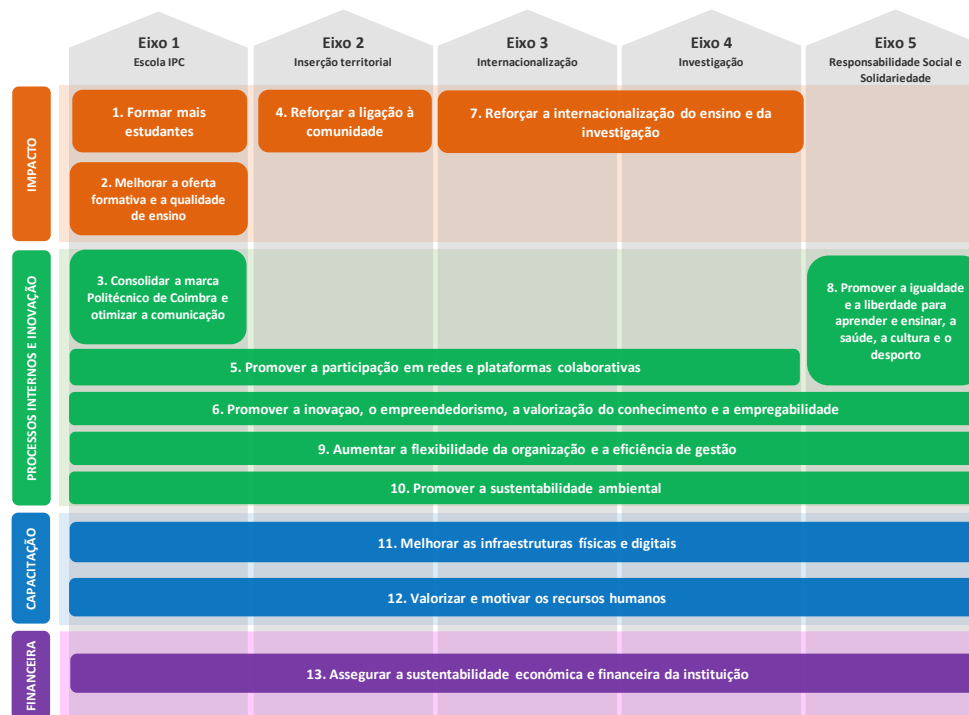 Eixo 1
Escola IPC
Eixo 2
Inserção territorial
Eixo 3
Internacionalização
Eixo 4
Investigação
Eixo 5
Responsabilidade Social e
Solidariedade
IMPACTO
1. Formar mais
estudantes
4. Reforçar a ligação à
comunidade
7. Reforçar a internacionalização do ensino e da
investigação
2. Melhorar a oferta
formativa e a qualidade
de ensino
PROCESSOS INTERNOS E INOVAÇÃO
3. Consolidar a marca
Politécnico de Coimbra e
otimizar a comunicação
8. Promover a igualdade
e a liberdade para
aprender e ensinar, a
saúde, a cultura e o
desporto
5. Promover a participação em redes e plataformas colaborativas
6. Promover a inovaçao, o empreendedorismo, a valorização do conhecimento e a empregabilidade
9. Aumentar a flexibilidade da organização e a eficiência de gestão
10. Promover a sustentabilidade ambiental
CAPACITAÇÃO
11. Melhorar as infraestruturas físicas e digitais
12. Valorizar e motivar os recursos humanos
FINANCEIRA
13. Assegurar a sustentabilidade económica e financeira da instituição